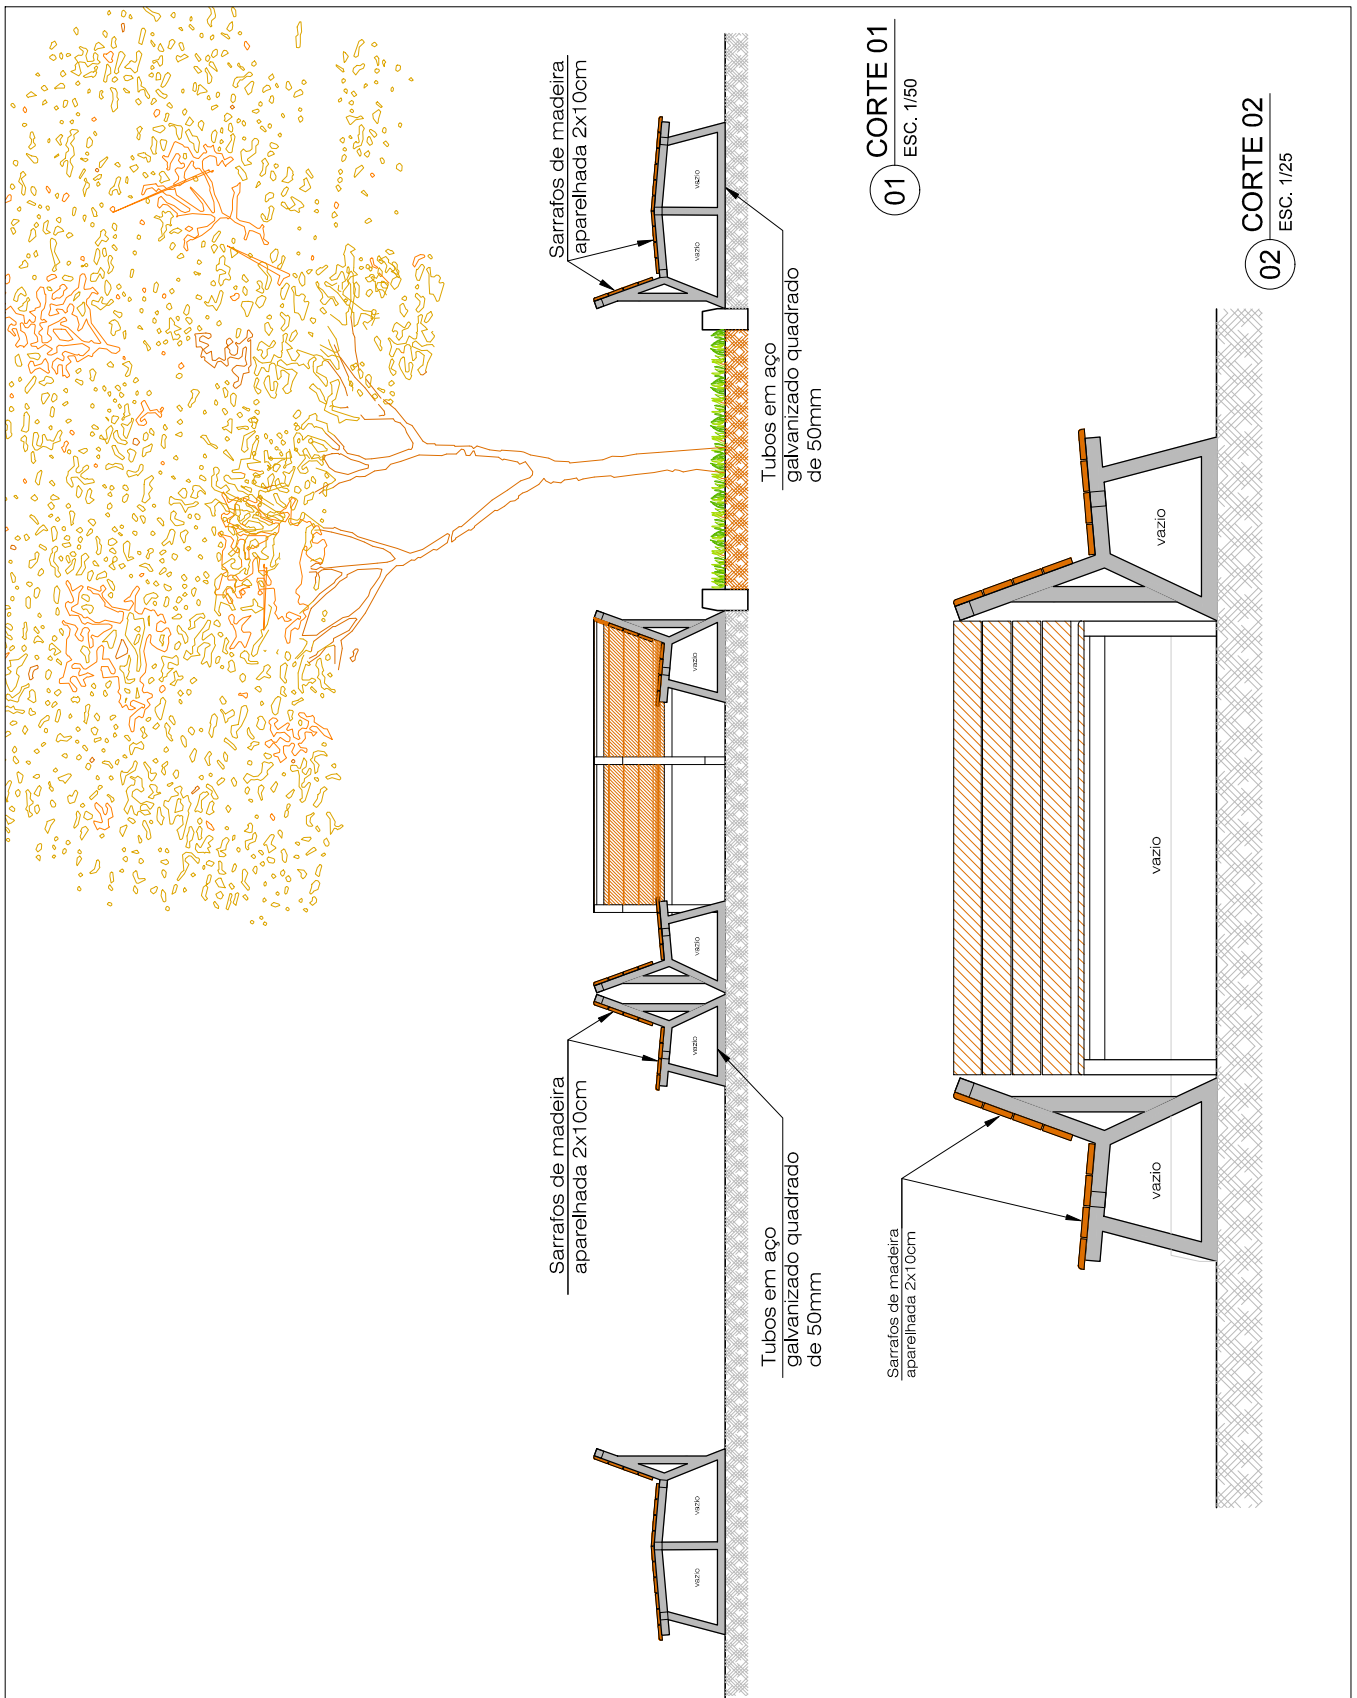 Sarrafos de madeira
aparelhada 2x10cm
vazio
vazio
Tubos em aço
galvanizado quadrado
de 50mm
vazio
vazio
vazio
Sarrafos de madeira
aparelhada 2x10cm
Tubos em aço
galvanizado quadrado
de 50mm
vazio
vazio
01
CORTE 01
ESC. 1/50
vazio
vazio
vazio
Sarrafos de madeira
aparelhada 2x10cm
02
CORTE 02
ESC. 1/25